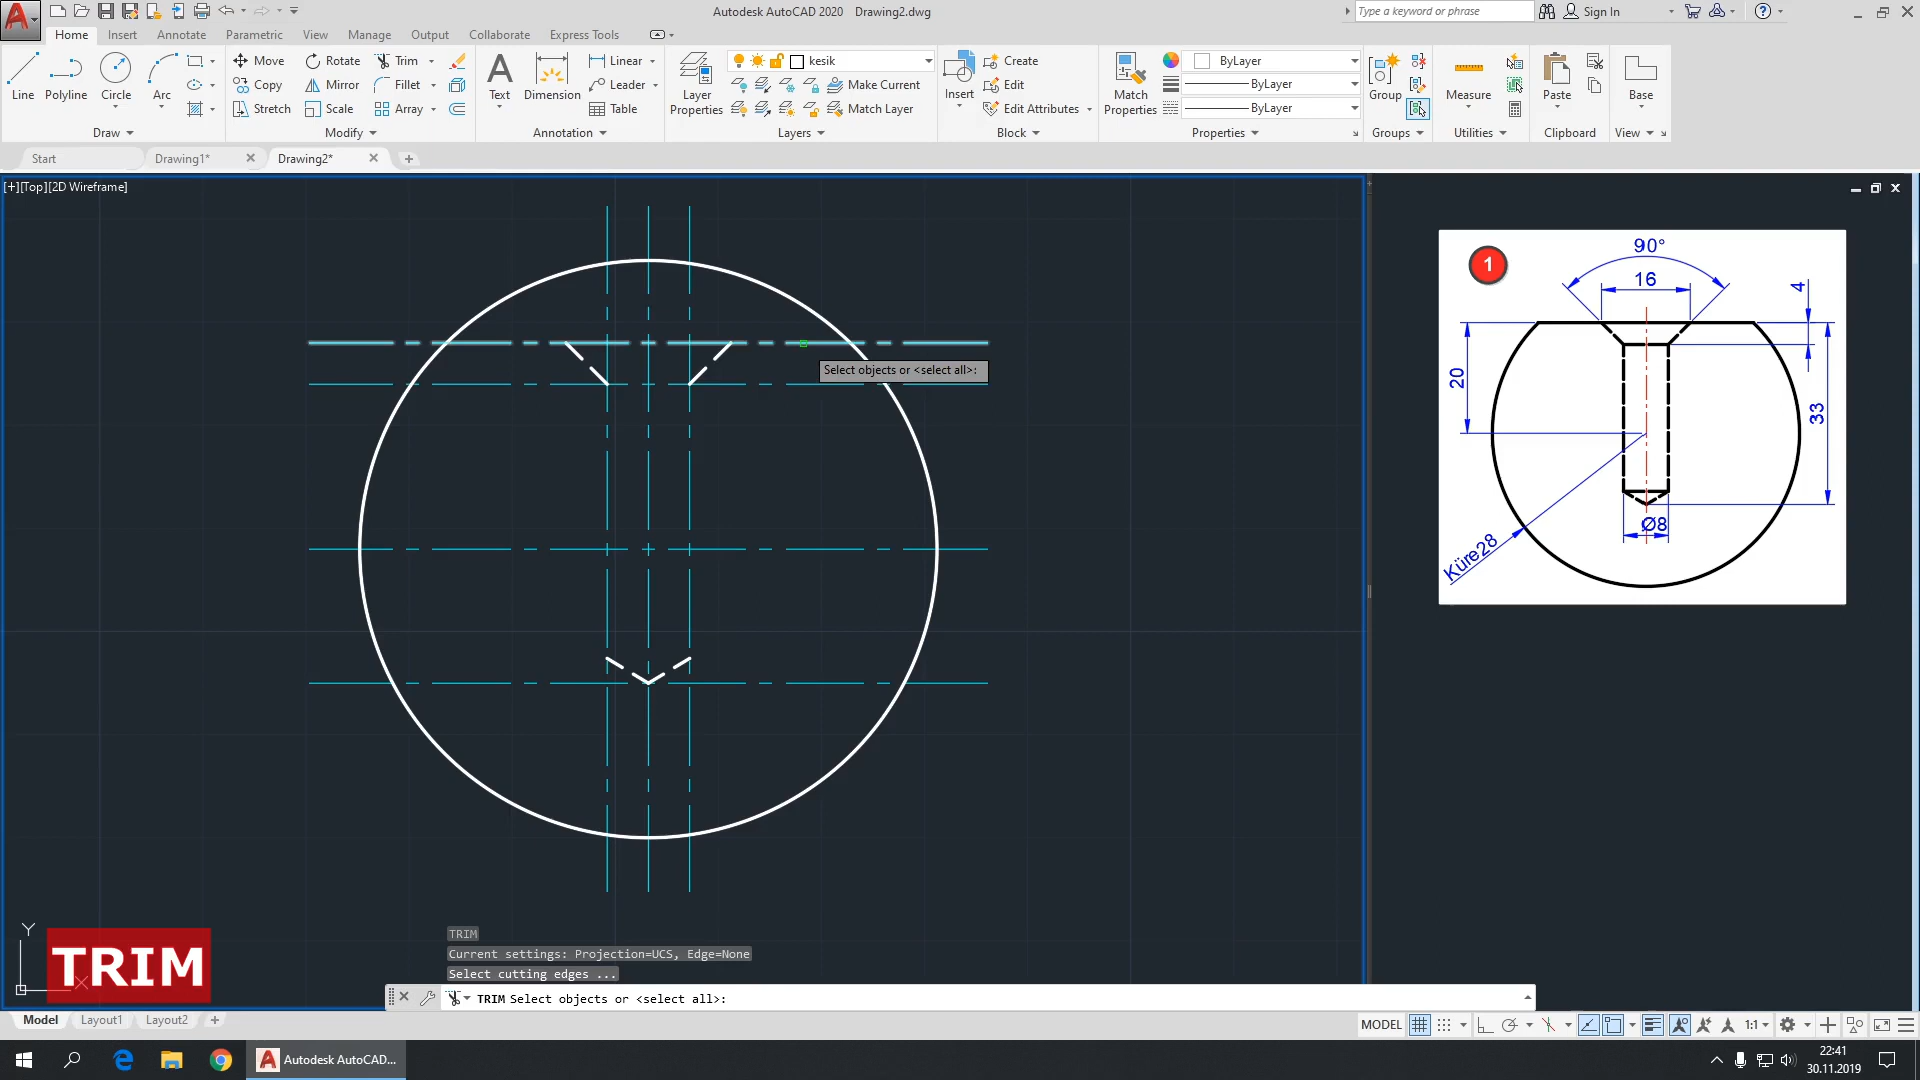 Autodesk AutoCAD 2020 Drawing2.dwg
Type a keyword or phrase
Sign In
Home Insert Annotate Parametric View Manage Output Collaborate Express Tools
Line Polyline Circle Arc
Move Rotate Trim
Copy Mirror Fillet
Stretch Scale Array
Text Dimension
Linear
Leader
Table
Layer
Properties
kesik
Make Current
Match Layer
Insert
Create
Edit
Edit Attributes
Match
Properties
ByLayer
ByLayer
ByLayer
Group Measure Paste Base
Draw Modify Annotation Layers Block Properties Groups Utilities Clipboard View
Start Drawing1* Drawing2*
[+][Top][2D Wireframe]
Select objects or <select all>:
1
90°
16
4
20
33
Ø8
Küre28
Y
X
TRIM
TRIM
Current settings: Projection=UCS, Edge=None
Select cutting edges ...
TRIM Select objects or <select all>:
Model Layout1 Layout2
MODEL 1:1
Autodesk AutoCAD...
22:41
30.11.2019